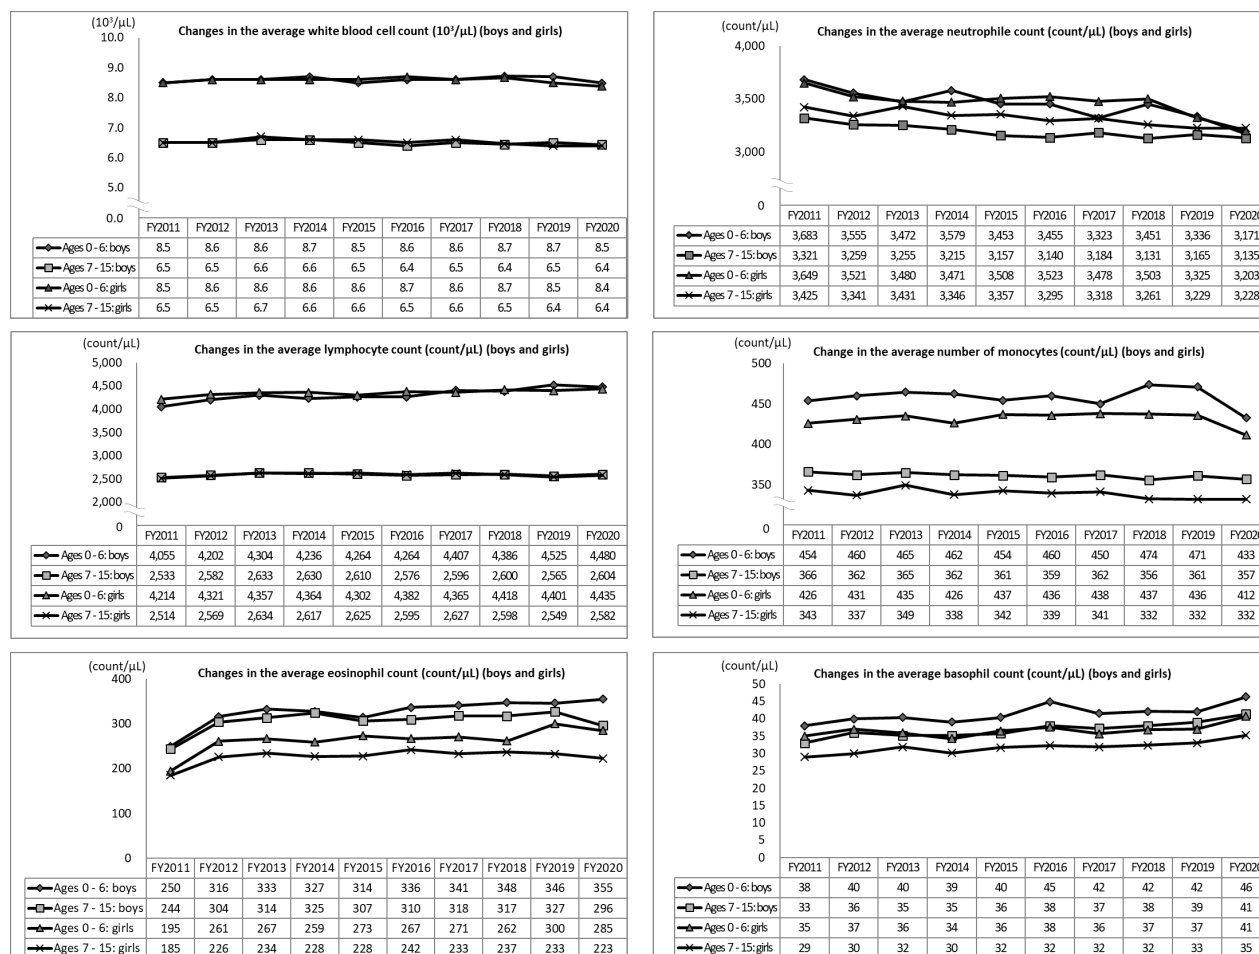 (10³/μL)
Changes in the average white blood cell count (10³/μL) (boys and girls)
10.0
9.0
8.0
7.0
6.0
5.0
0.0
FY2011 FY2012 FY2013 FY2014 FY2015 FY2016 FY2017 FY2018 FY2019 FY2020
Ages 0 - 6: boys 8.5 8.6 8.6 8.7 8.5 8.6 8.6 8.7 8.7 8.5
Ages 7 - 15: boys 6.5 6.5 6.6 6.6 6.5 6.4 6.5 6.4 6.5 6.4
Ages 0 - 6: girls 8.5 8.6 8.6 8.6 8.6 8.7 8.6 8.7 8.5 8.4
Ages 7 - 15: girls 6.5 6.5 6.7 6.6 6.6 6.5 6.6 6.5 6.4 6.4
(count/μL)
Changes in the average neutrophile count (count/μL) (boys and girls)
4,000
3,500
3,000
0
FY2011 FY2012 FY2013 FY2014 FY2015 FY2016 FY2017 FY2018 FY2019 FY2020
Ages 0 - 6: boys 3,683 3,555 3,472 3,579 3,453 3,455 3,323 3,451 3,336 3,171
Ages 7 - 15: boys 3,321 3,259 3,255 3,215 3,157 3,140 3,184 3,131 3,165 3,135
Ages 0 - 6: girls 3,649 3,521 3,480 3,471 3,508 3,523 3,478 3,503 3,325 3,203
Ages 7 - 15: girls 3,425 3,341 3,431 3,346 3,357 3,295 3,318 3,261 3,229 3,228
(count/μL)
Changes in the average lymphocyte count (count/μL) (boys and girls)
5,000
4,500
4,000
3,500
3,000
2,500
2,000
0
FY2011 FY2012 FY2013 FY2014 FY2015 FY2016 FY2017 FY2018 FY2019 FY2020
Ages 0 - 6: boys 4,055 4,202 4,304 4,236 4,264 4,264 4,407 4,386 4,525 4,480
Ages 7 - 15: boys 2,533 2,582 2,633 2,630 2,610 2,576 2,596 2,600 2,565 2,604
Ages 0 - 6: girls 4,214 4,321 4,357 4,364 4,302 4,382 4,365 4,418 4,401 4,435
Ages 7 - 15: girls 2,514 2,569 2,634 2,617 2,625 2,595 2,627 2,598 2,549 2,582
(count/μL)
Change in the average number of monocytes (count/μL) (boys and girls)
500
450
400
350
0
FY2011 FY2012 FY2013 FY2014 FY2015 FY2016 FY2017 FY2018 FY2019 FY2020
Ages 0 - 6: boys 454 460 465 462 454 460 450 474 471 433
Ages 7 - 15: boys 366 362 365 362 361 359 362 356 361 357
Ages 0 - 6: girls 426 431 435 426 437 436 438 437 436 412
Ages 7 - 15: girls 343 337 349 338 342 339 341 332 332 332
(count/μL)
Changes in the average eosinophil count (count/μL) (boys and girls)
400
300
200
100
0
FY2011 FY2012 FY2013 FY2014 FY2015 FY2016 FY2017 FY2018 FY2019 FY2020
Ages 0 - 6: boys 250 316 333 327 314 336 341 348 346 355
Ages 7 - 15: boys 244 304 314 325 307 310 318 317 327 296
Ages 0 - 6: girls 195 261 267 259 273 267 271 262 300 285
Ages 7 - 15: girls 185 226 234 228 228 242 233 237 233 223
(count/μL)
Changes in the average basophil count (count/μL) (boys and girls)
50
45
40
35
30
25
20
15
10
5
0
FY2011 FY2012 FY2013 FY2014 FY2015 FY2016 FY2017 FY2018 FY2019 FY2020
Ages 0 - 6: boys 38 40 40 39 40 45 42 42 42 46
Ages 7 - 15: boys 33 36 35 35 36 38 37 38 39 41
Ages 0 - 6: girls 35 37 36 34 36 38 36 37 37 41
Ages 7 - 15: girls 29 30 32 30 32 32 32 32 33 35